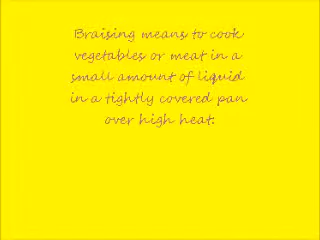 Braising means to cook
vegetables or meat in a
small amount of liquid
in a tightly covered pan
over high heat.